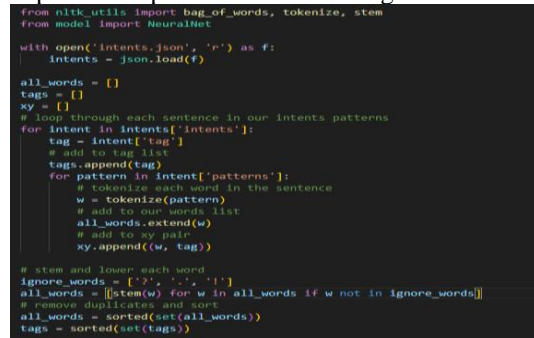 from nltk_utils import bag_of_words, tokenize, stem
from model import NeuralNet
with open('intents.json', 'r') as f:
    intents = json.load(f)
all_words = []
tags = []
xy = []
# loop through each sentence in our intents patterns
for intent in intents['intents']:
    tag = intent['tag']
    # add to tag list
    tags.append(tag)
    for pattern in intent['patterns']:
        # tokenize each word in the sentence
        w = tokenize(pattern)
        # add to our words list
        all_words.extend(w)
        # add to xy pair
        xy.append((w, tag))
# stem and lower each word
ignore_words = ['?', '.', '!']
all_words = [stem(w) for w in all_words if w not in ignore_words]
# remove duplicates and sort
all_words = sorted(set(all_words))
tags = sorted(set(tags))